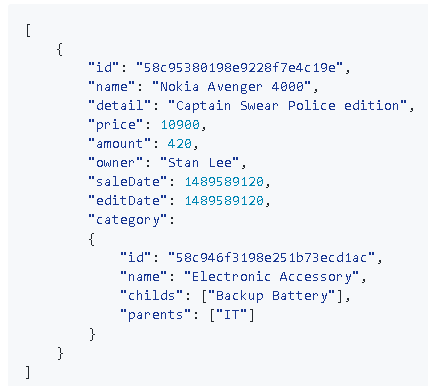 [
    {
        "id": "58c95380198e9228f7e4c19e",
        "name": "Nokia Avenger 4000",
        "detail": "Captain Swear Police edition",
        "price": 10900,
        "amount": 420,
        "owner": "Stan Lee",
        "saleDate": 1489589120,
        "editDate": 1489589120,
        "category":
        {
            "id": "58c946f3198e251b73ecd1ac",
            "name": "Electronic Accessory",
            "childs": ["Backup Battery"],
            "parents": ["IT"]
        }
    }
]